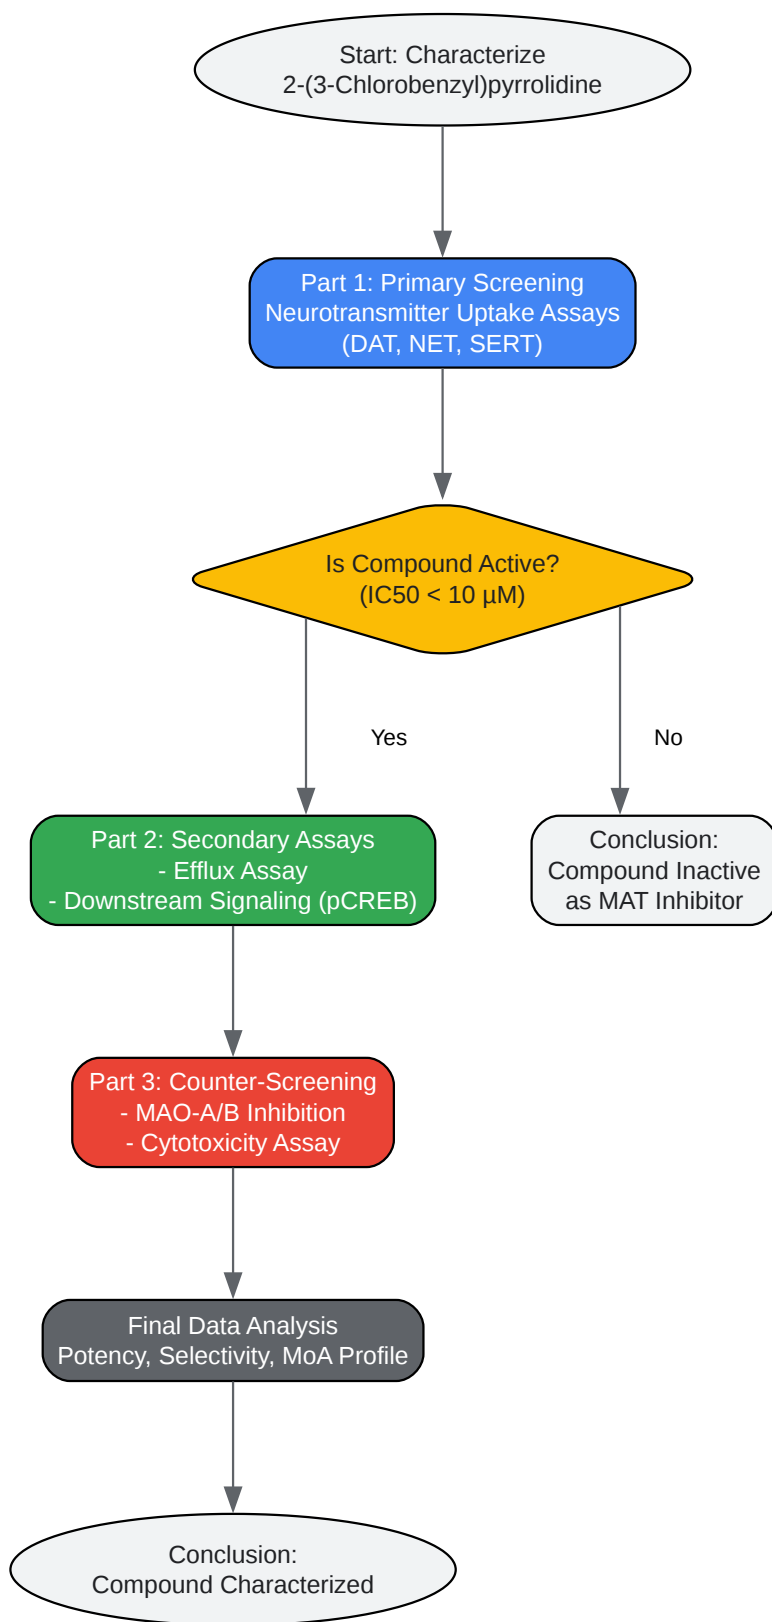 Start: Characterize
2-(3-Chlorobenzyl)pyrrolidine
Part 1: Primary Screening
Neurotransmitter Uptake Assays
(DAT, NET, SERT)
Is Compound Active?
(IC50 < 10 µM)
Yes
No
Part 2: Secondary Assays
- Efflux Assay
- Downstream Signaling (pCREB)
Conclusion:
Compound Inactive
as MAT Inhibitor
Part 3: Counter-Screening
- MAO-A/B Inhibition
- Cytotoxicity Assay
Final Data Analysis
Potency, Selectivity, MoA Profile
Conclusion:
Compound Characterized